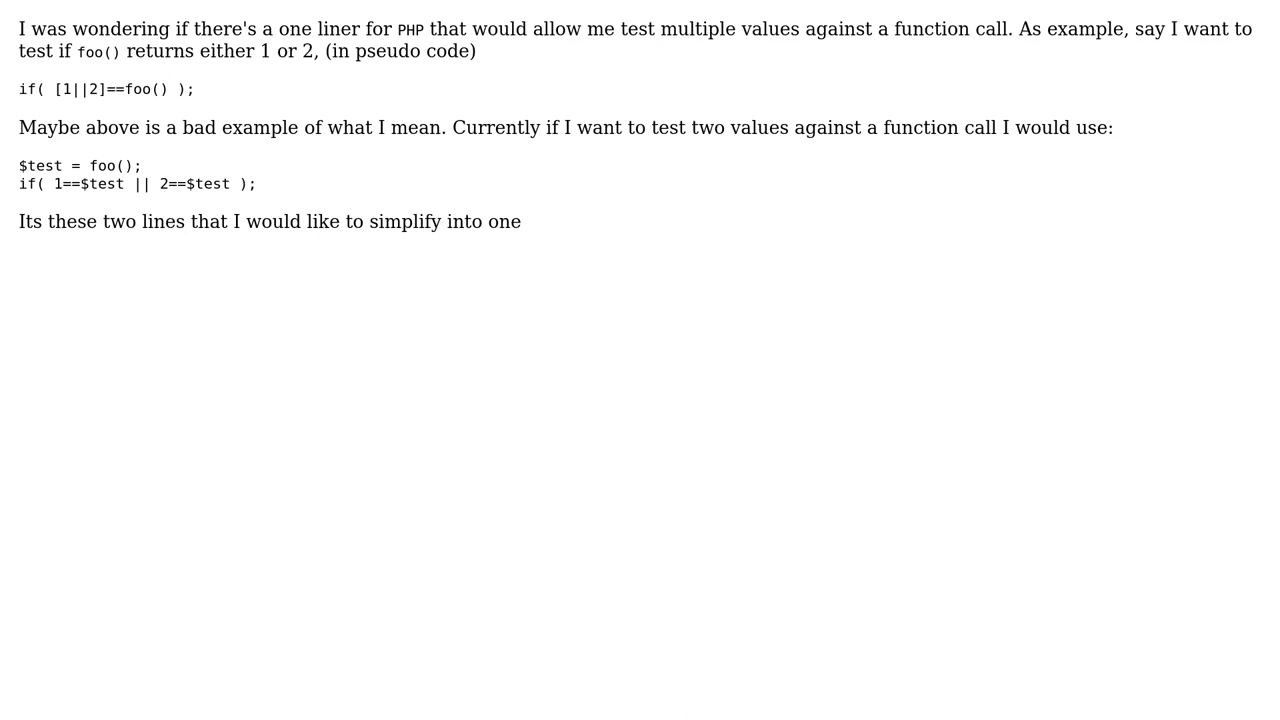 I was wondering if there's a one liner for PHP that would allow me test multiple values against a function call. As example, say I want to
test if foo() returns either 1 or 2, (in pseudo code)
if( [1||2]==foo() );
Maybe above is a bad example of what I mean. Currently if I want to test two values against a function call I would use:
$test = foo();
if( 1==$test || 2==$test );
Its these two lines that I would like to simplify into one